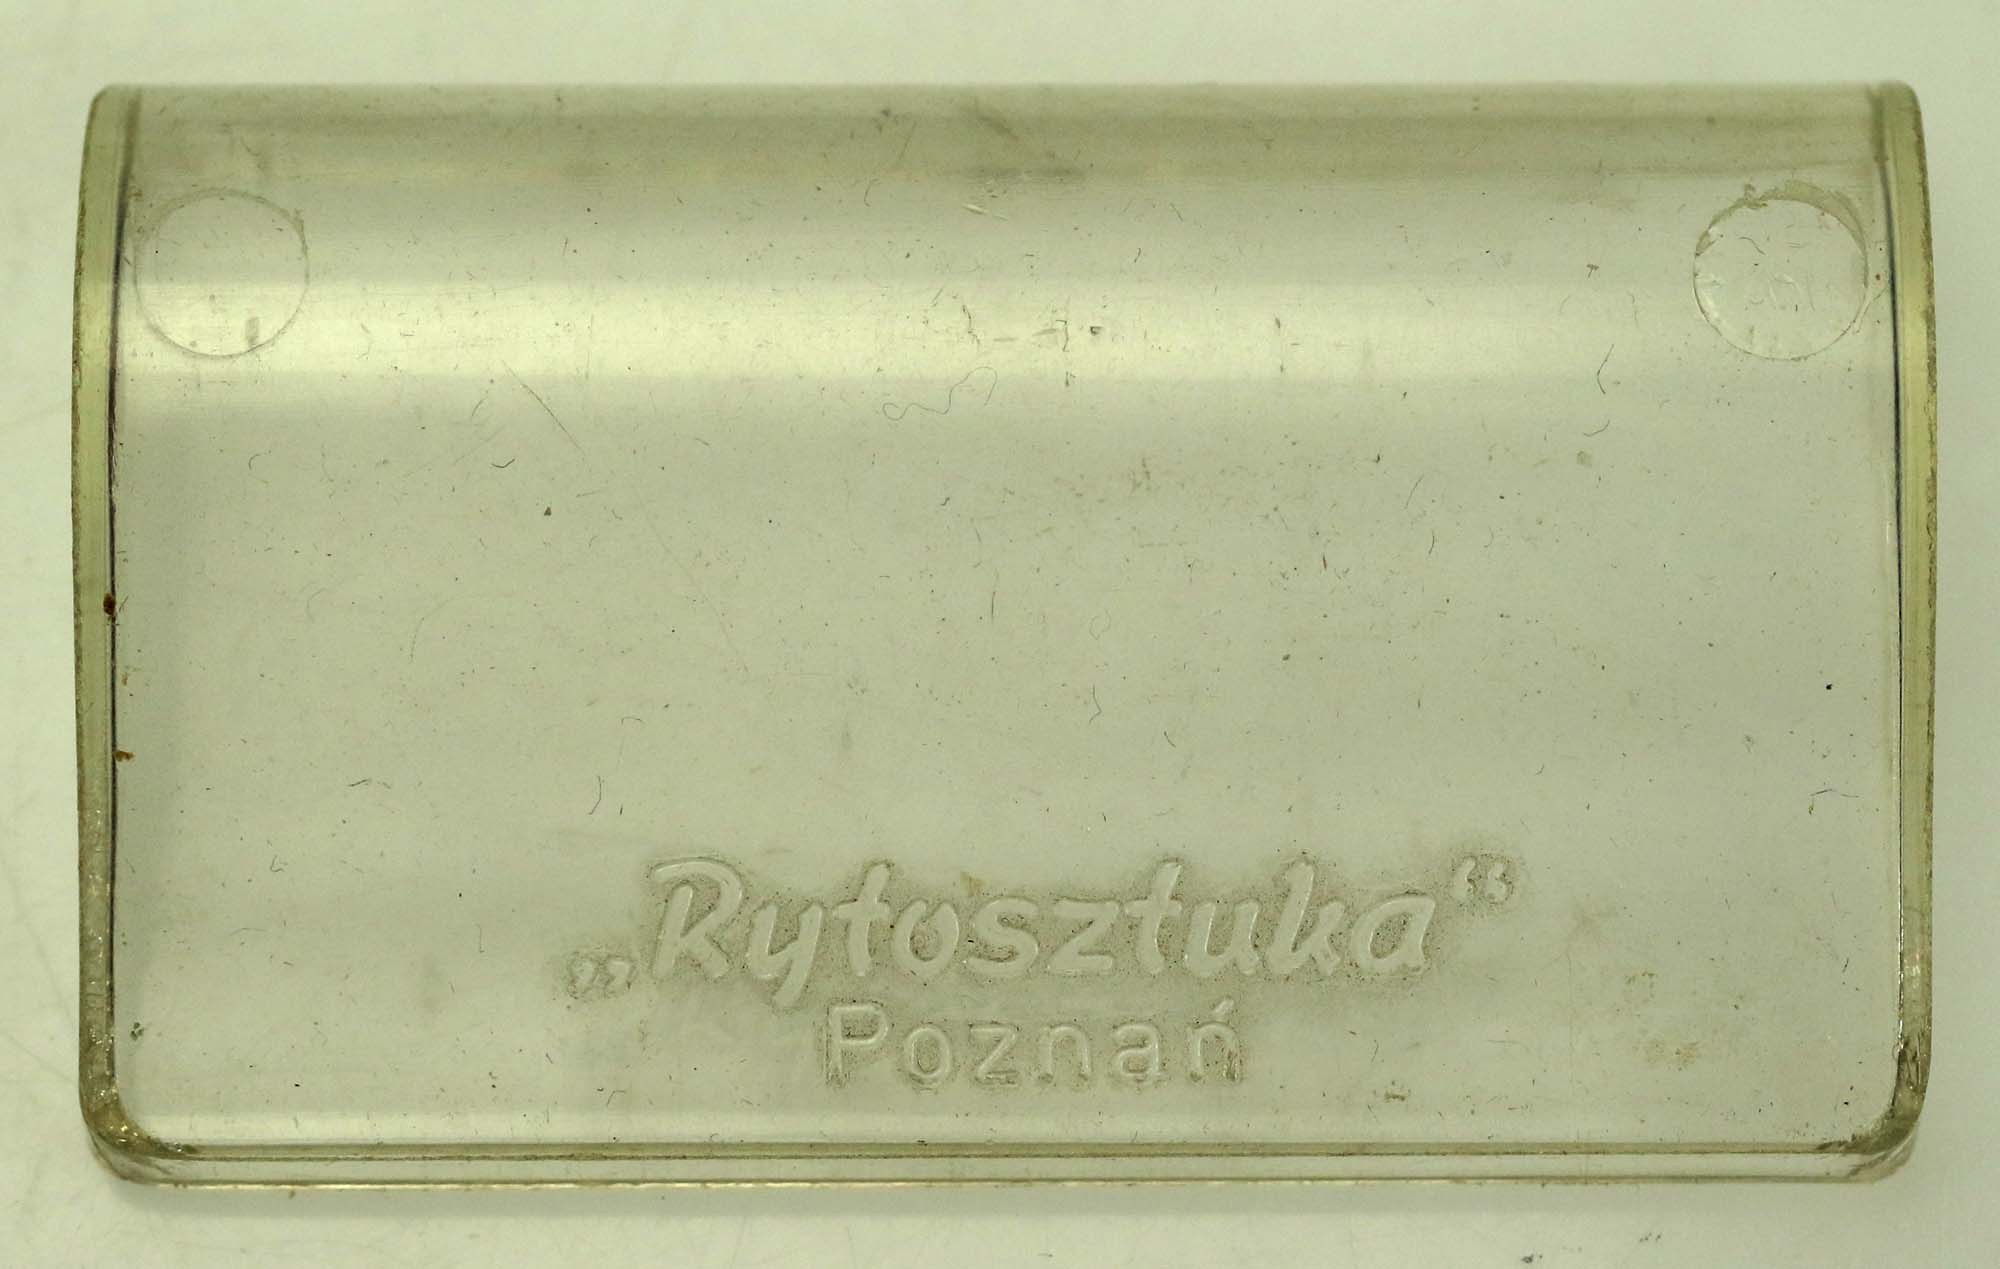 „Rytosztuka“
Poznań